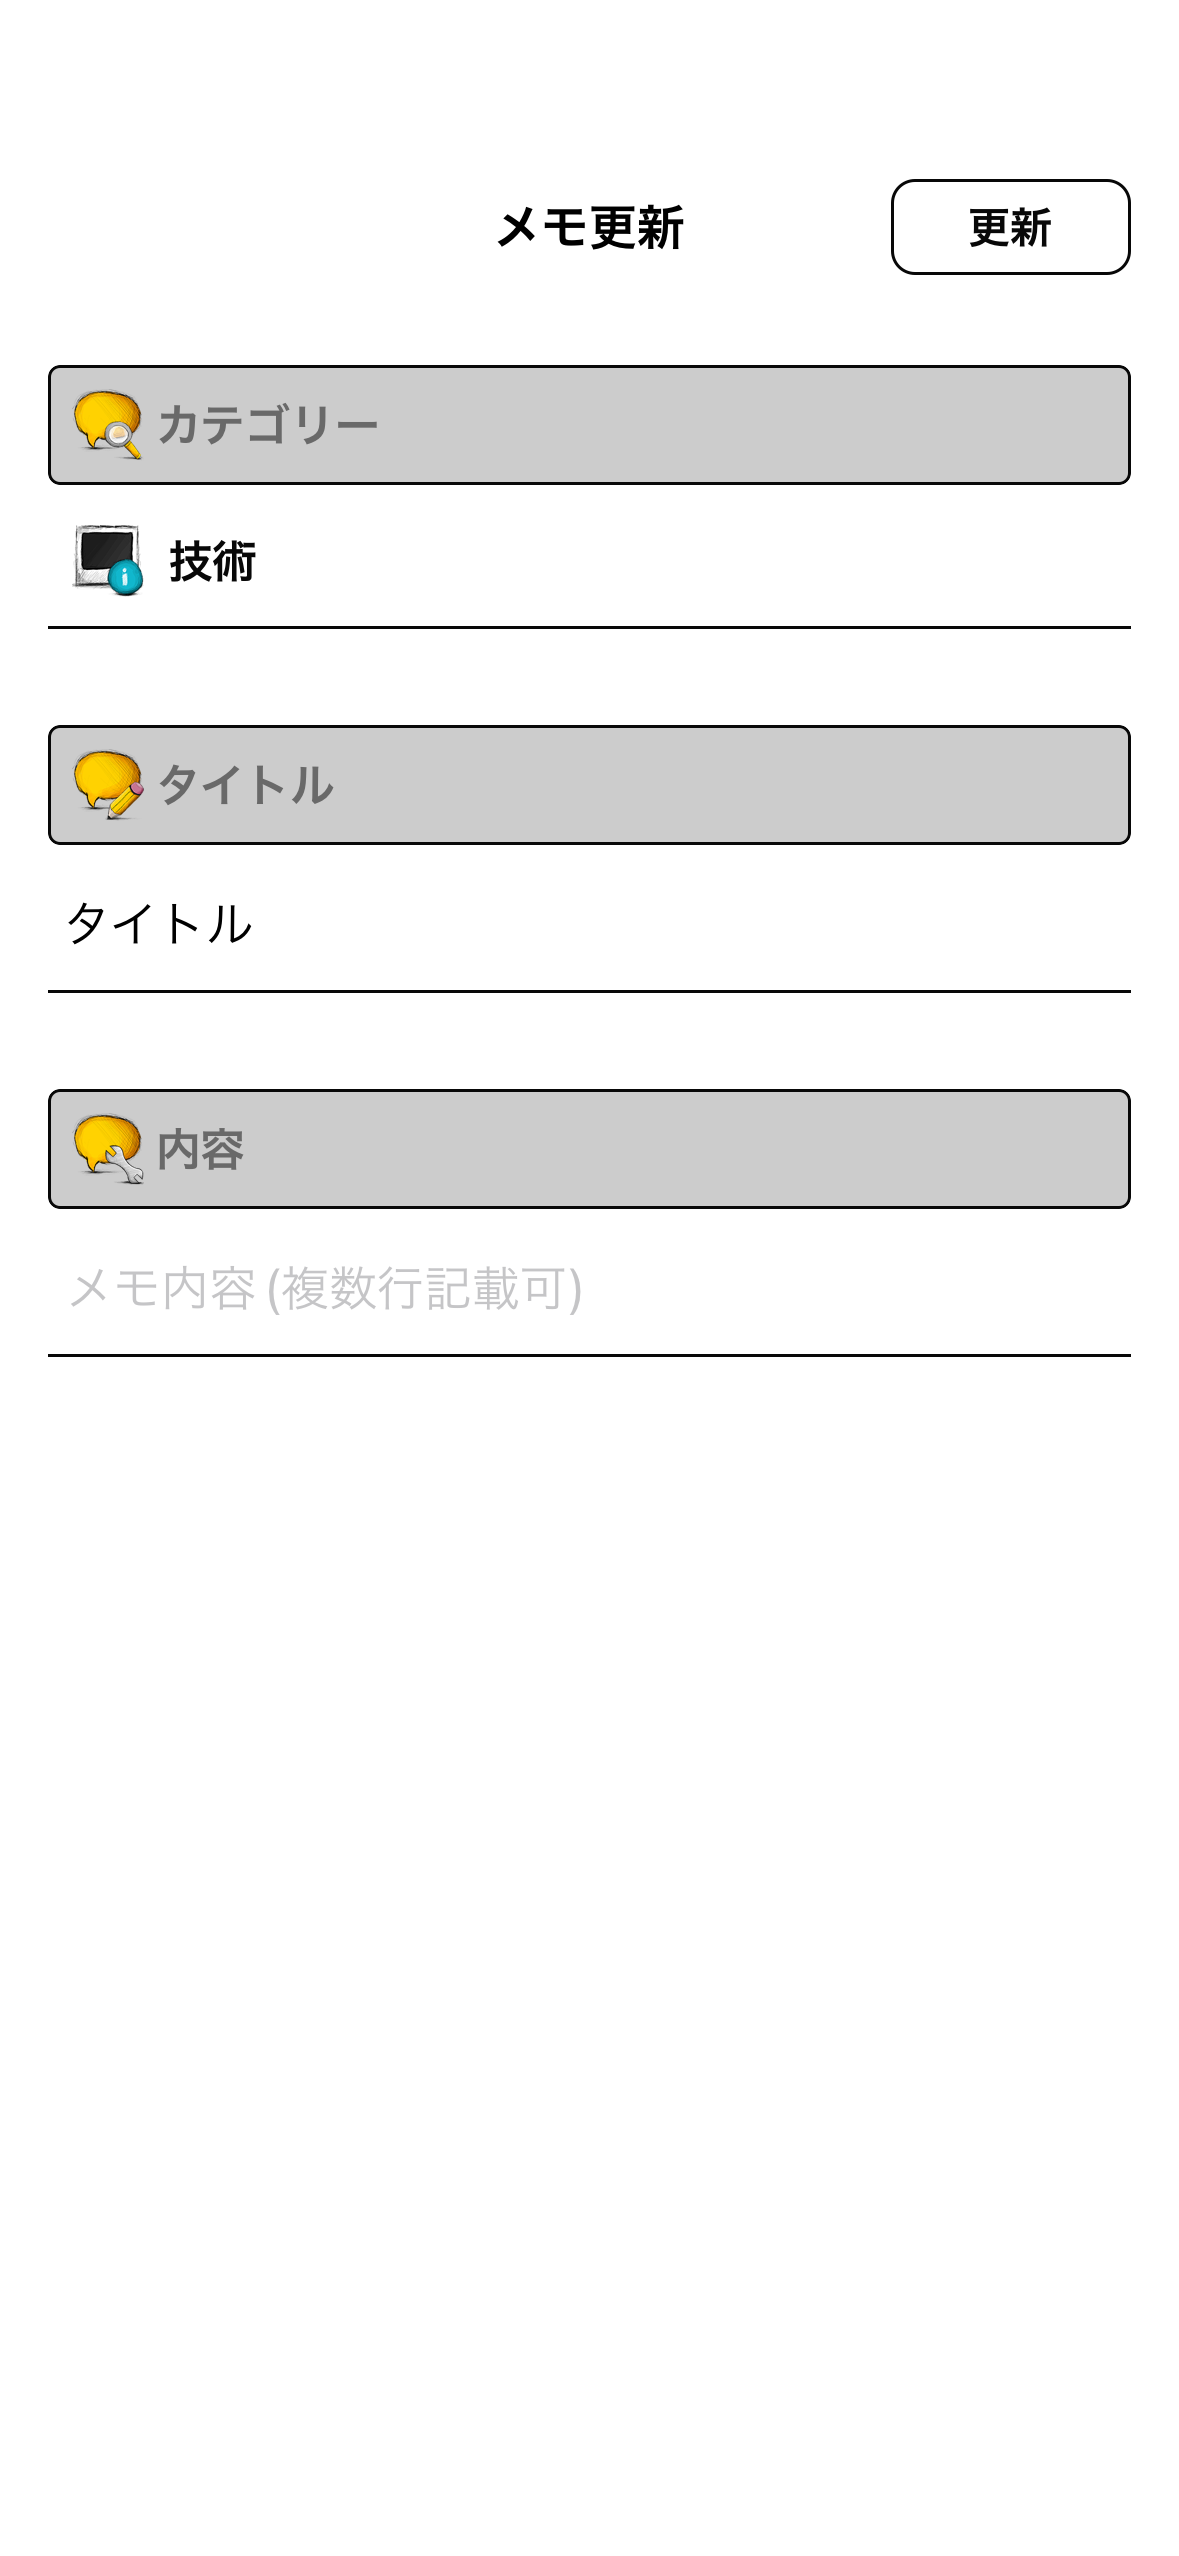 メモ更新
更新
カテゴリー
技術
タイトル
タイトル
内容
メモ内容 (複数行記載可)